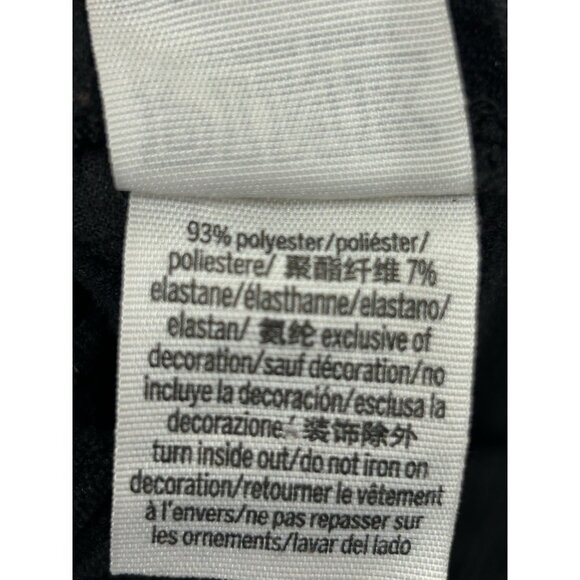 93% polyester/poliéster/
poliestere/ 聚酯纤维 7%
elastane/élasthanne/elastano/
elastan/ 氨纶 exclusive of
decoration/sauf décoration/no
incluye la decoración/esclusa la
decorazione/ 装饰除外
turn inside out/do not iron on
decoration/retourner le vêtement
à l'envers/ne pas repasser sur
les ornements/lavar del lado